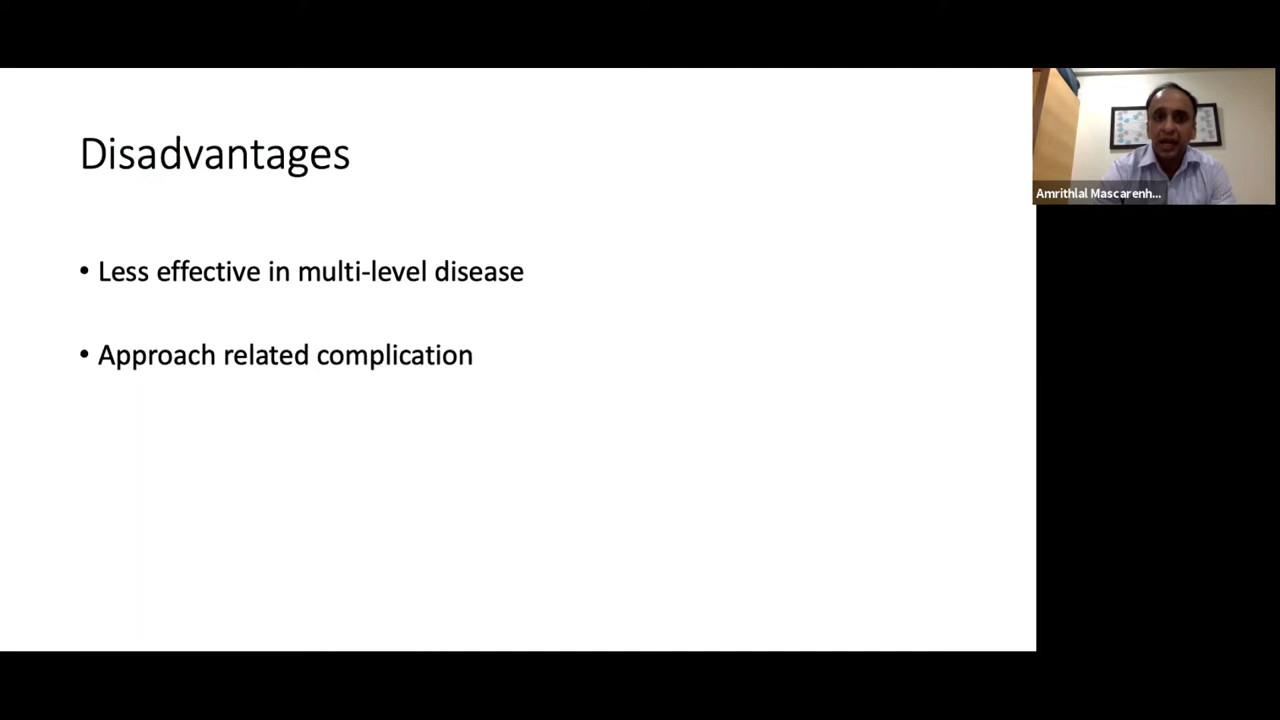 Disadvantages
Amrithlal Mascarenh...
• Less effective in multi-level disease
• Approach related complication